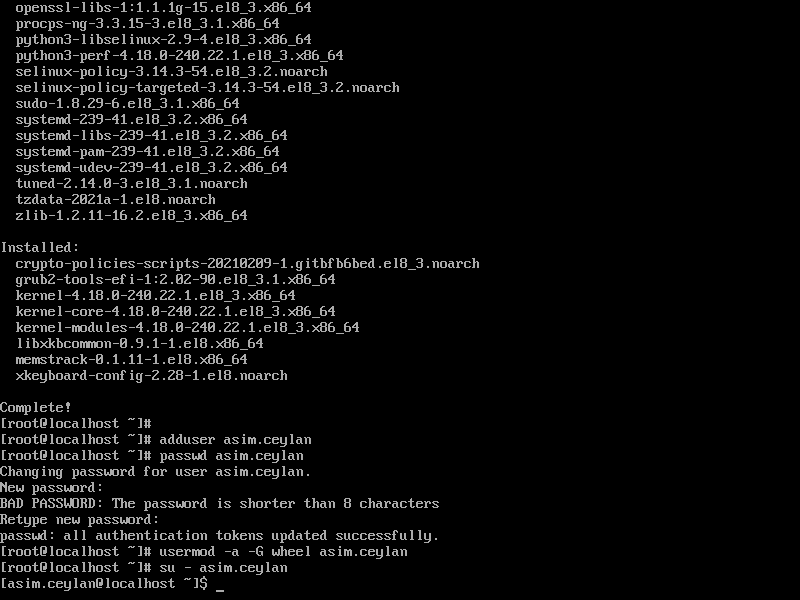 openssl-libs-1:1.1.1g-15.el8_3.x86_64
procps-ng-3.3.15-3.el8_3.1.x86_64
python3-libselinux-2.9-4.el8_3.x86_64
python3-perf-4.18.0-240.22.1.el8_3.x86_64
selinux-policy-3.14.3-54.el8_3.2.noarch
selinux-policy-targeted-3.14.3-54.el8_3.2.noarch
sudo-1.8.29-6.el8_3.1.x86_64
systemd-239-41.el8_3.2.x86_64
systemd-libs-239-41.el8_3.2.x86_64
systemd-pam-239-41.el8_3.2.x86_64
systemd-udev-239-41.el8_3.2.x86_64
tuned-2.14.0-3.el8_3.1.noarch
tzdata-2021a-1.el8.noarch
zlib-1.2.11-16.2.el8_3.x86_64
Installed:
crypto-policies-scripts-20210209-1.gitbfb6bed.el8_3.noarch
grub2-tools-efi-1:2.02-90.el8_3.1.x86_64
kernel-4.18.0-240.22.1.el8_3.x86_64
kernel-core-4.18.0-240.22.1.el8_3.x86_64
kernel-modules-4.18.0-240.22.1.el8_3.x86_64
libxkbcommon-0.9.1-1.el8.x86_64
memstrack-0.1.11-1.el8.x86_64
xkeyboard-config-2.28-1.el8.noarch
Complete!
[root@localhost ~]#
[root@localhost ~]# adduser asim.ceylan
[root@localhost ~]# passwd asim.ceylan
Changing password for user asim.ceylan.
New password:
BAD PASSWORD: The password is shorter than 8 characters
Retype new password:
passwd: all authentication tokens updated successfully.
[root@localhost ~]# usermod -a -G wheel asim.ceylan
[root@localhost ~]# su - asim.ceylan
[asim.ceylan@localhost ~]$ _